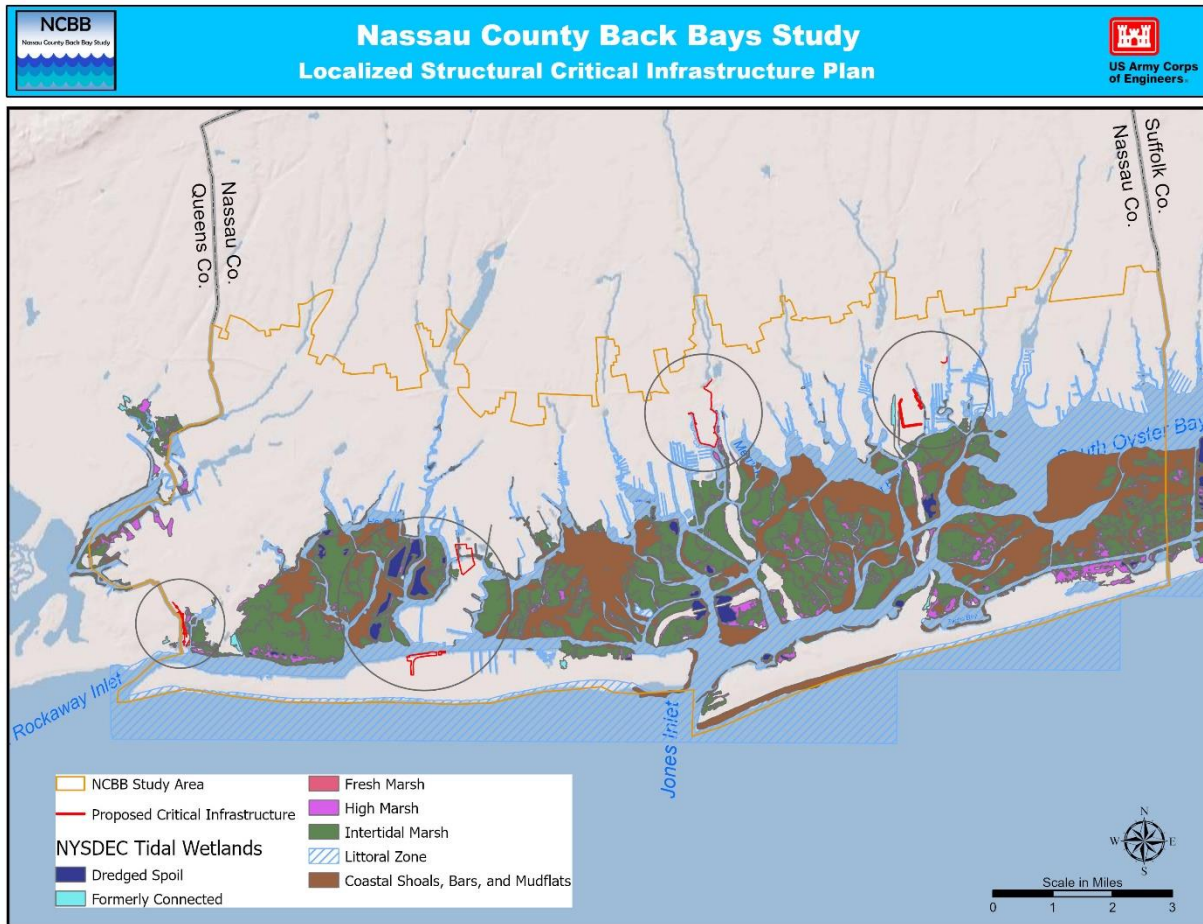 NCBB
Nassau County Back Bay Study
Nassau County Back Bays Study
Localized Structural Critical Infrastructure Plan
US Army Corps
of Engineers®
Queens Co.
Nassau Co.
Suffolk Co.
Nassau Co.
South Oyster Bay
Rockaway Inlet
Jones Inlet
NCBB Study Area
Proposed Critical Infrastructure
NYSDEC Tidal Wetlands
Dredged Spoil
Formerly Connected
Fresh Marsh
High Marsh
Intertidal Marsh
Littoral Zone
Coastal Shoals, Bars, and Mudflats
N
W E
S
Scale in Miles
0 1 2 3